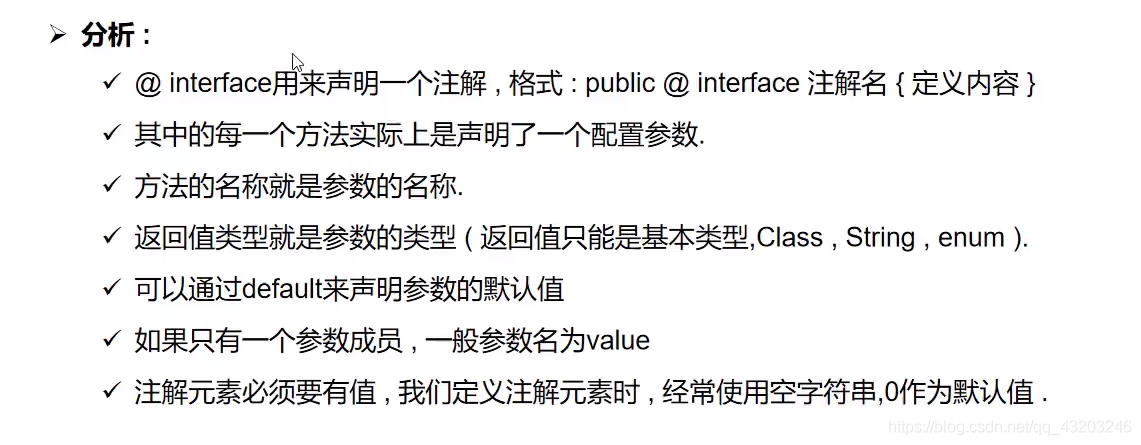 分析 :
@ interface用来声明一个注解 , 格式 : public @ interface 注解名 { 定义内容 }
其中的每一个方法实际上是声明了一个配置参数.
方法的名称就是参数的名称.
返回值类型就是参数的类型 ( 返回值只能是基本类型,Class , String , enum ).
可以通过default来声明参数的默认值
如果只有一个参数成员 , 一般参数名为value
注解元素必须要有值 , 我们定义注解元素时 , 经常使用空字符串,0作为默认值 .
https://blog.csdn.net/qq_43203246